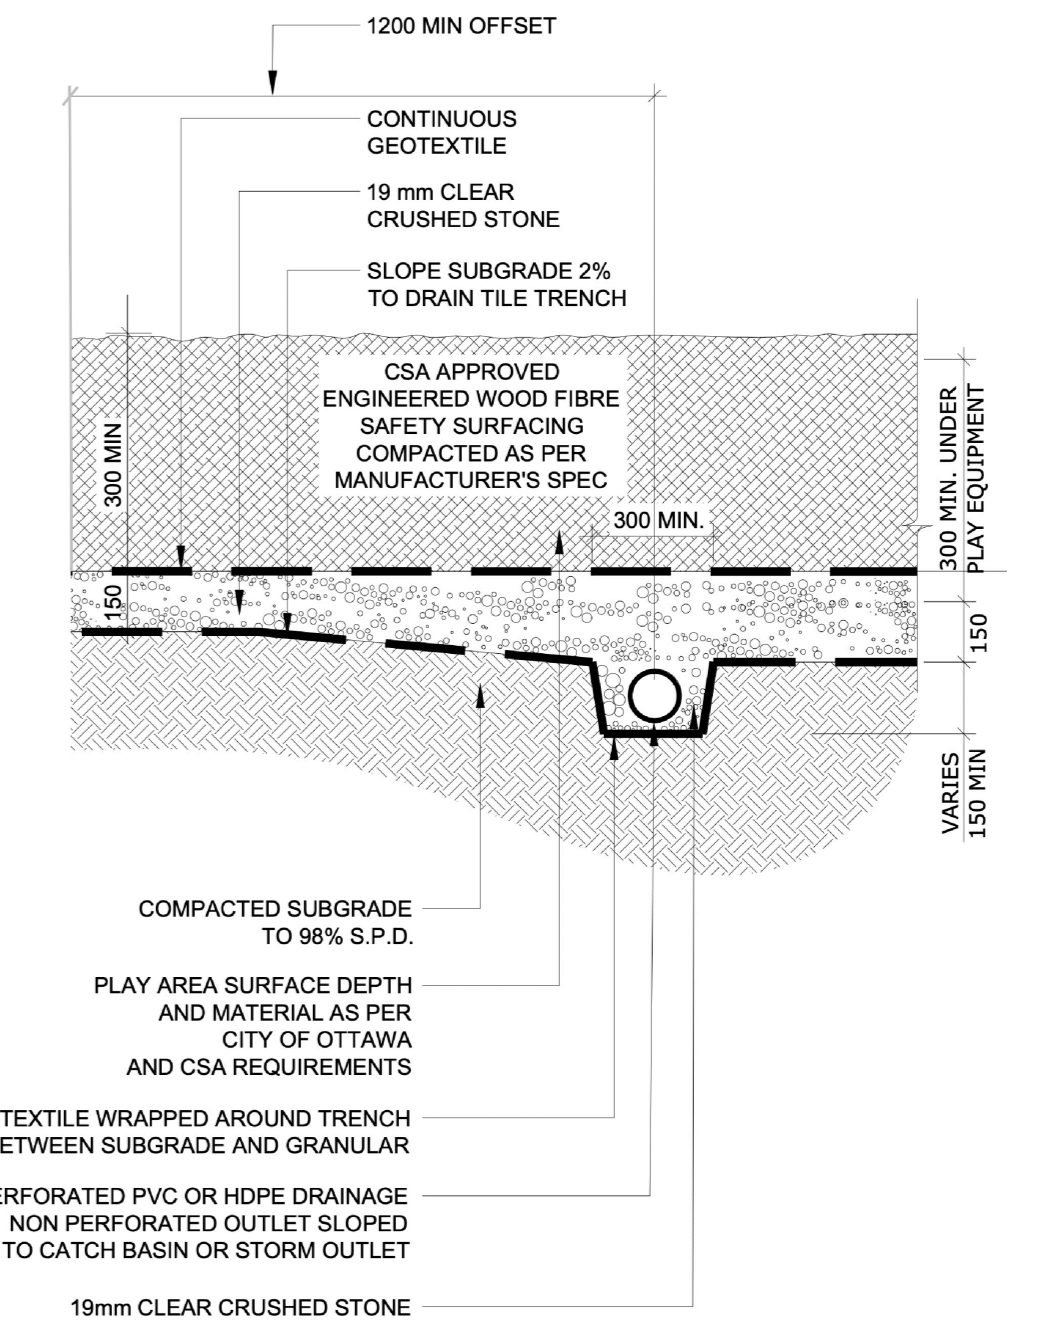 1200 MIN OFFSET
CONTINUOUS
GEOTEXTILE
19 mm CLEAR
CRUSHED STONE
SLOPE SUBGRADE 2%
TO DRAIN TILE TRENCH
CSA APPROVED
ENGINEERED WOOD FIBRE
SAFETY SURFACING
COMPACTED AS PER
MANUFACTURER'S SPEC
300 MIN
300 MIN.
300 MIN. UNDER
PLAY EQUIPMENT
150
150
VARIES
150 MIN
COMPACTED SUBGRADE
TO 98% S.P.D.
PLAY AREA SURFACE DEPTH
AND MATERIAL AS PER
CITY OF OTTAWA
AND CSA REQUIREMENTS
TEXTILE WRAPPED AROUND TRENCH
ETWEEN SUBGRADE AND GRANULAR
ERFORATED PVC OR HDPE DRAINAGE
NON PERFORATED OUTLET SLOPED
TO CATCH BASIN OR STORM OUTLET
19mm CLEAR CRUSHED STONE